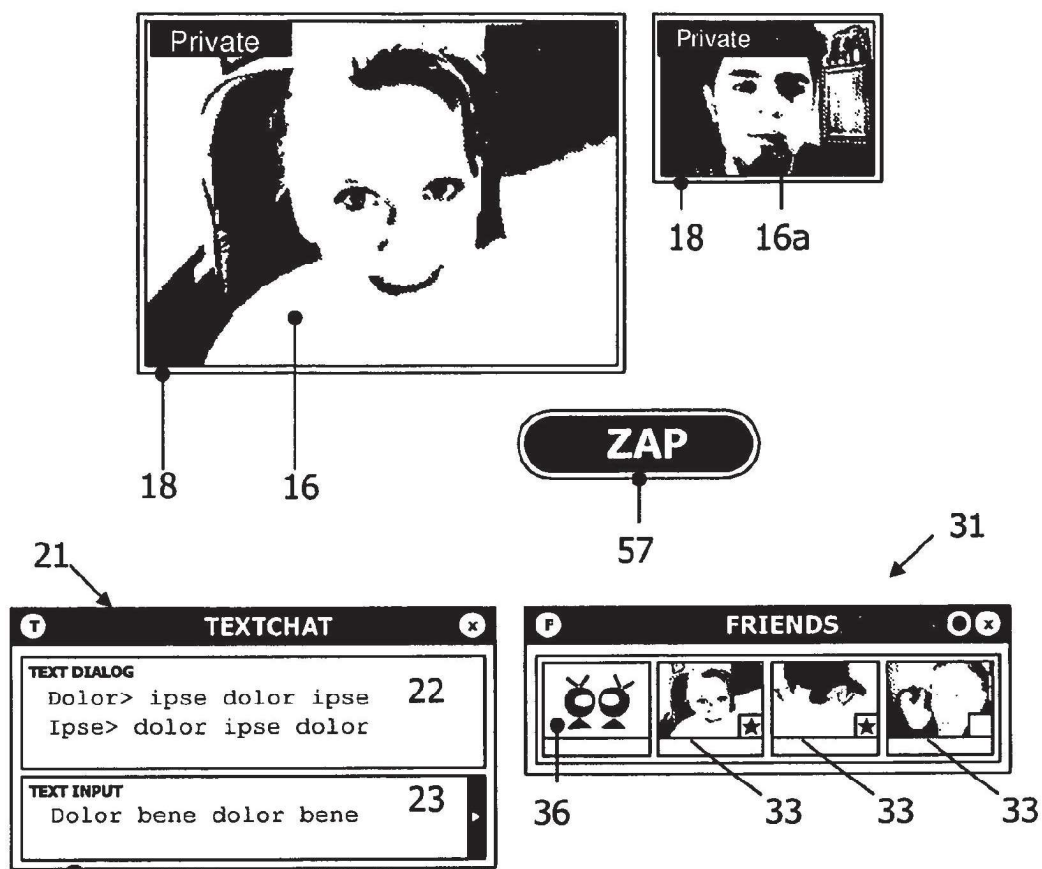 Private
Private
18
16a
ZAP
18
16
57
31
21
T TEXTCHAT x
F FRIENDS x
TEXT DIALOG
Dolor> ipse dolor ipse 22
Ipse> dolor ipse dolor
TEXT INPUT 23
Dolor bene dolor bene
36
33
33
33